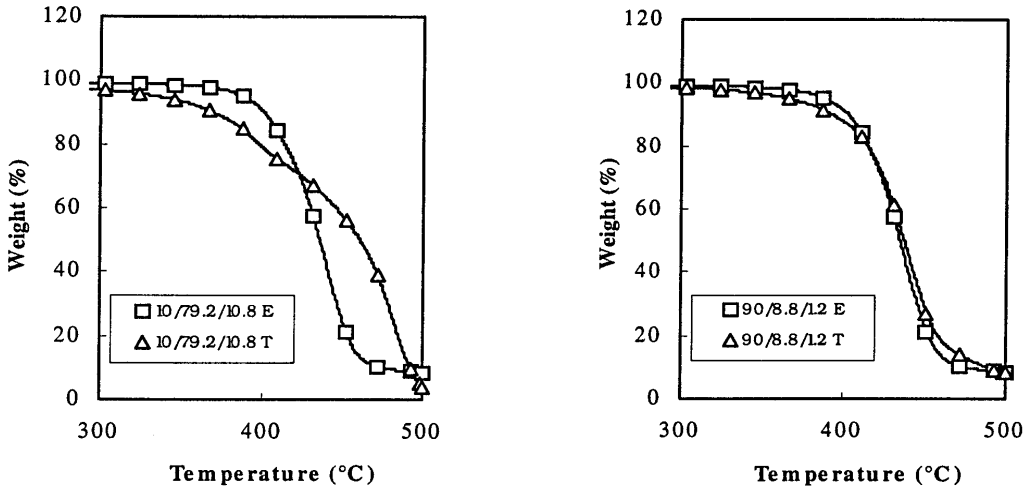 120
100
80
60
40
20
0
Weight (%)
10/79.2/10.8 E
10/79.2/10.8 T
300
400
500
Temperature (°C)
120
100
80
60
40
20
0
Weight (%)
90/8.8/1.2 E
90/8.8/1.2 T
300
400
500
Temperature (°C)